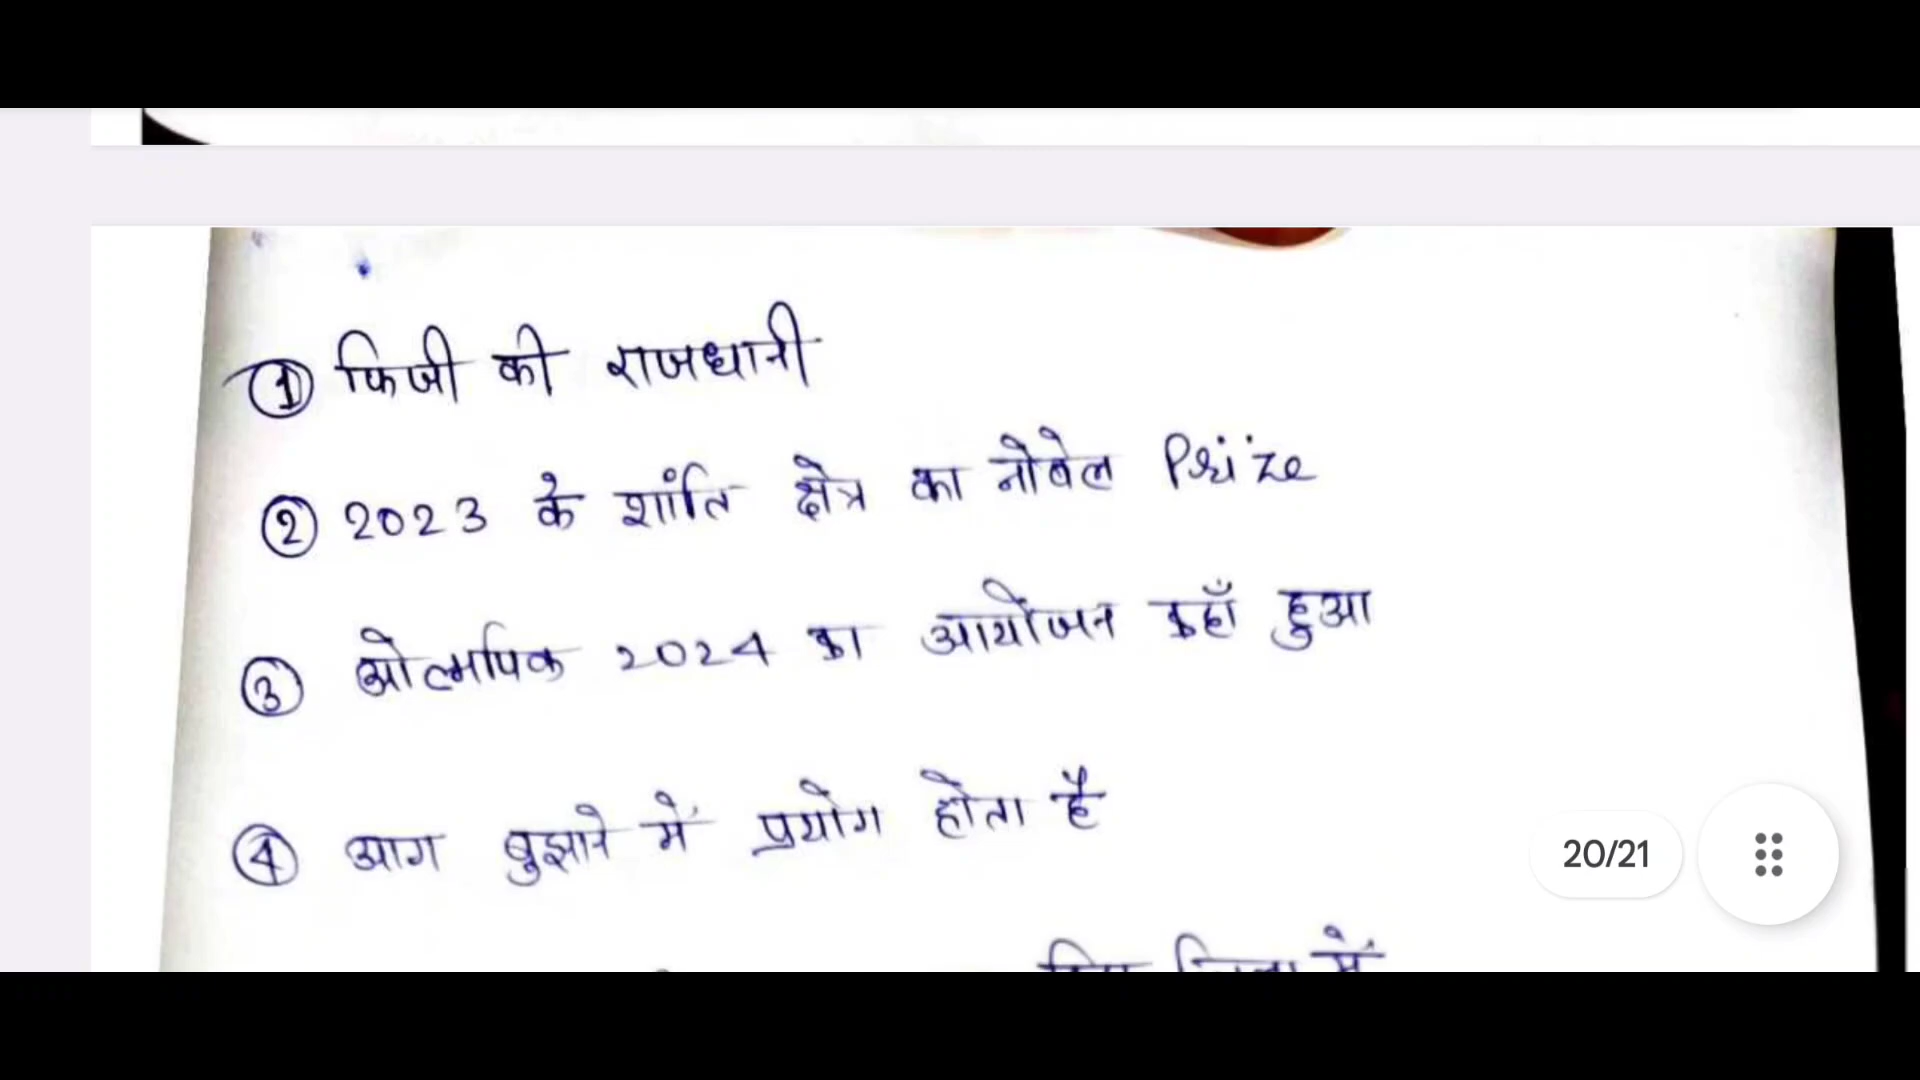 ① फिजी की राजधानी
② 2023 के शांति क्षेत्र का नोबेल Prize
③ ओलम्पिक 2024 का आयोजन कहाँ हुआ
④ आग बुझाने में प्रयोग होता है
20/21
में